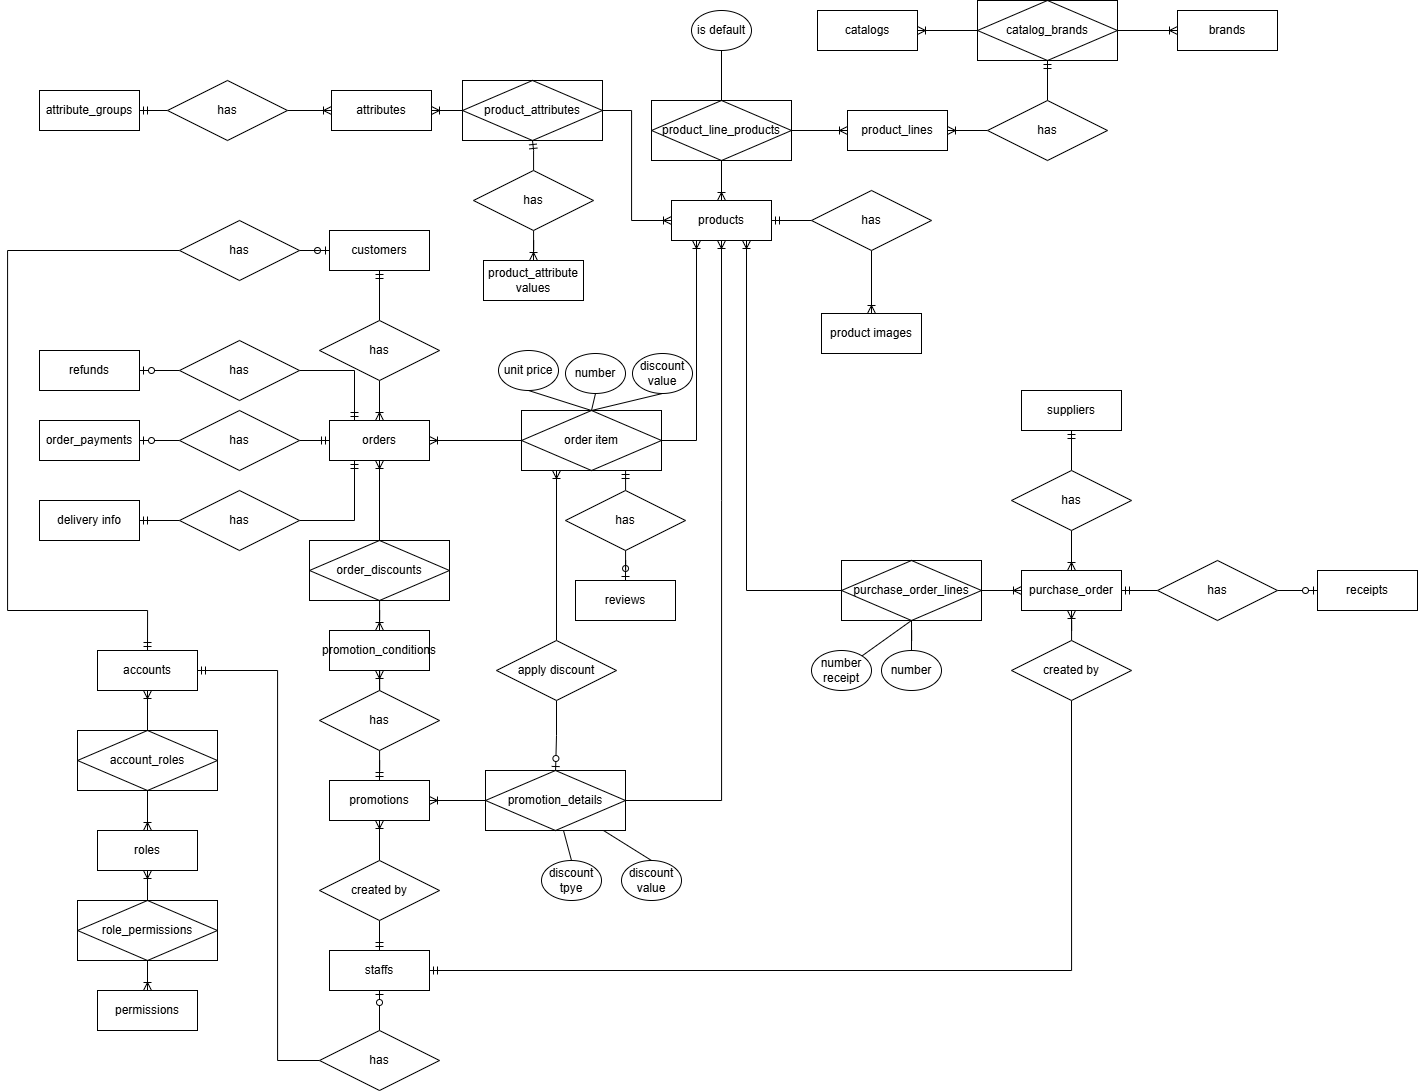 is default
catalogs
catalog_brands
brands
attribute_groups
has
attributes
product_attributes
product_line_products
product_lines
has
has
products
has
has
customers
product_attribute
values
product images
has
refunds
has
unit price
number
discount
value
suppliers
order_payments
has
orders
order item
has
delivery info
has
has
order_discounts
reviews
purchase_order_lines
purchase_order
has
receipts
promotion_conditions
accounts
apply discount
number
receipt
number
created by
has
account_roles
promotions
promotion_details
roles
created by
discount
tpye
discount
value
role_permissions
staffs
permissions
has